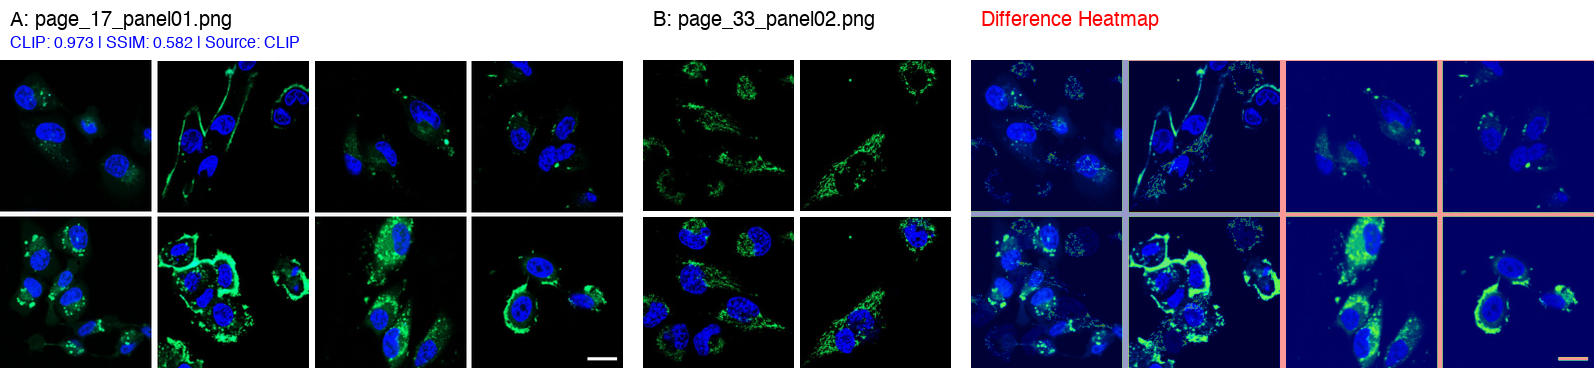 A: page_17_panel01.png
CLIP: 0.973 | SSIM: 0.582 | Source: CLIP
B: page_33_panel02.png
Difference Heatmap